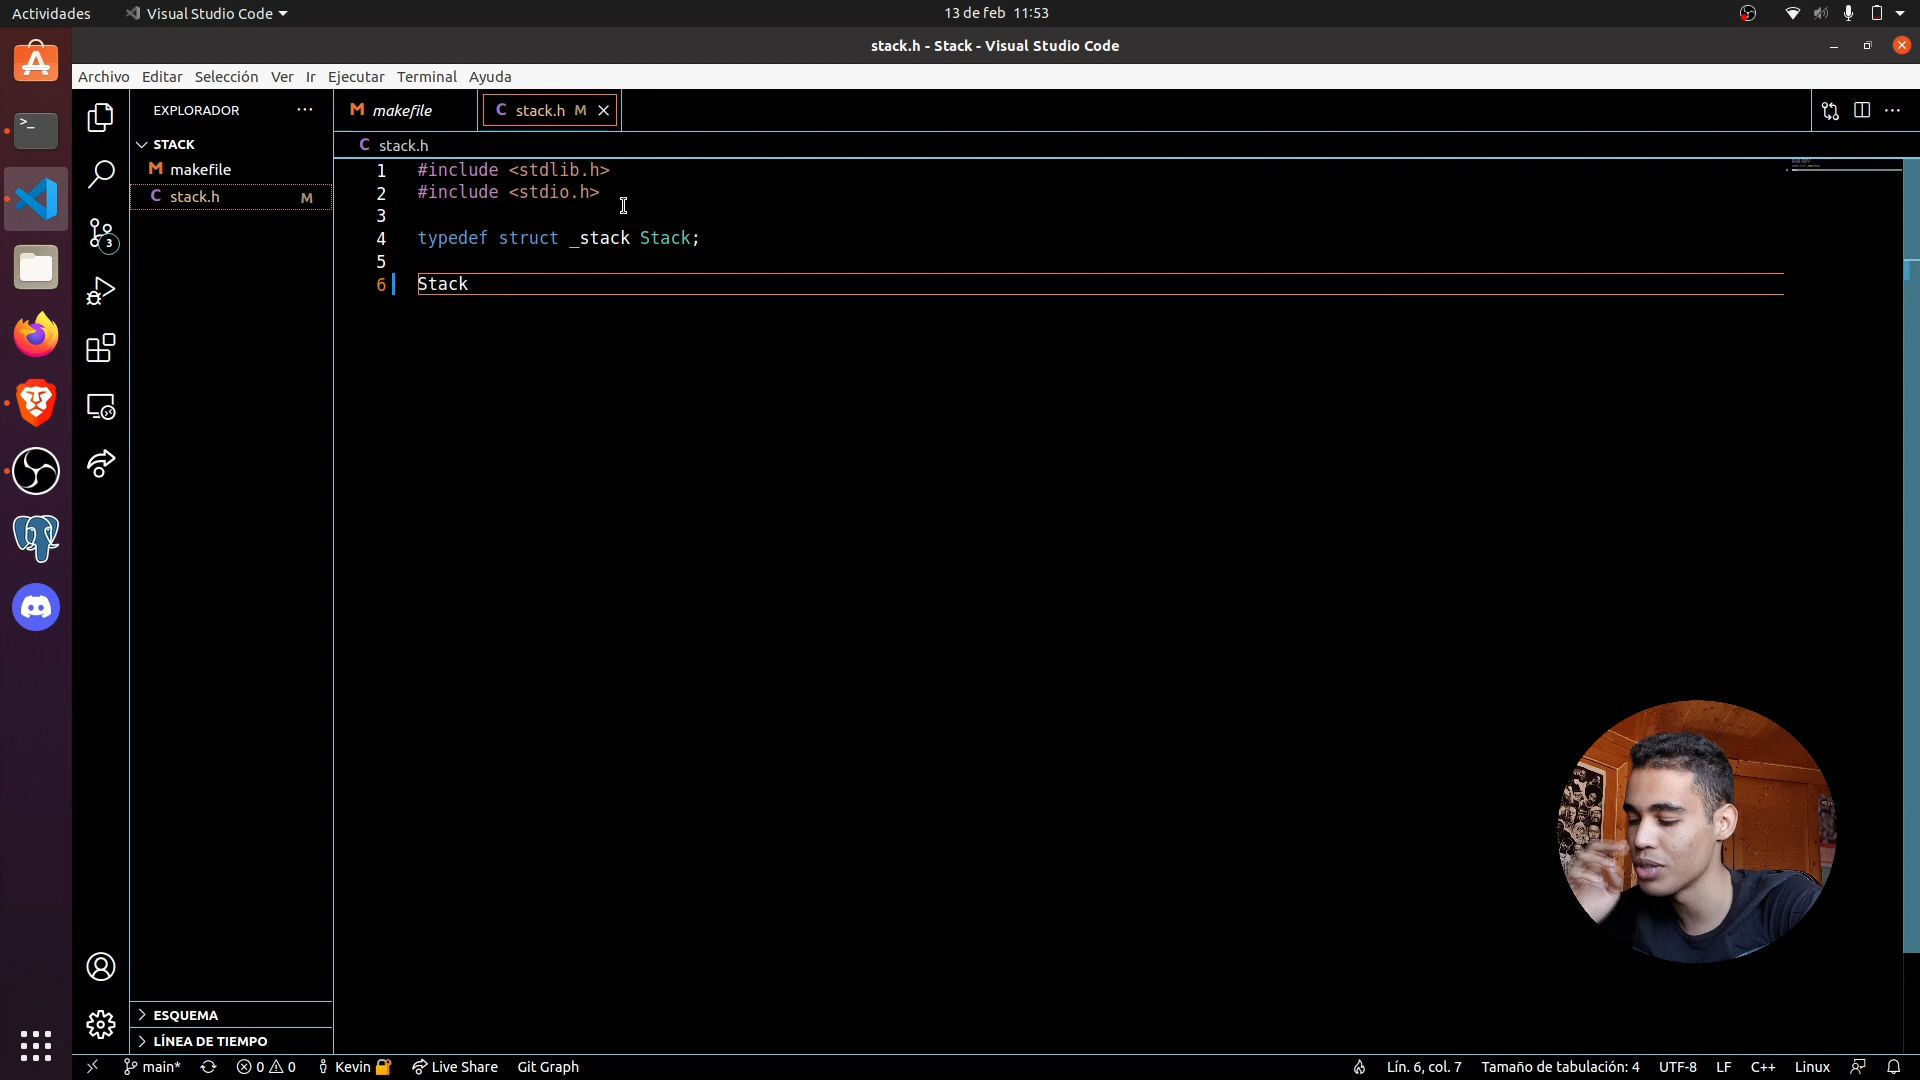 Actividades
Visual Studio Code
13 de feb 11:53
stack.h - Stack - Visual Studio Code
Archivo Editar Selección Ver Ir Ejecutar Terminal Ayuda
EXPLORADOR
M makefile
C stack.h M
STACK
C stack.h
M makefile
C stack.h M
1 #include <stdlib.h>
2 #include <stdio.h>
3
4 typedef struct _stack Stack;
5
6 Stack
3
ESQUEMA
LÍNEA DE TIEMPO
main* 0 0 Kevin Live Share Git Graph
Lín. 6, col. 7 Tamaño de tabulación: 4 UTF-8 LF C++ Linux